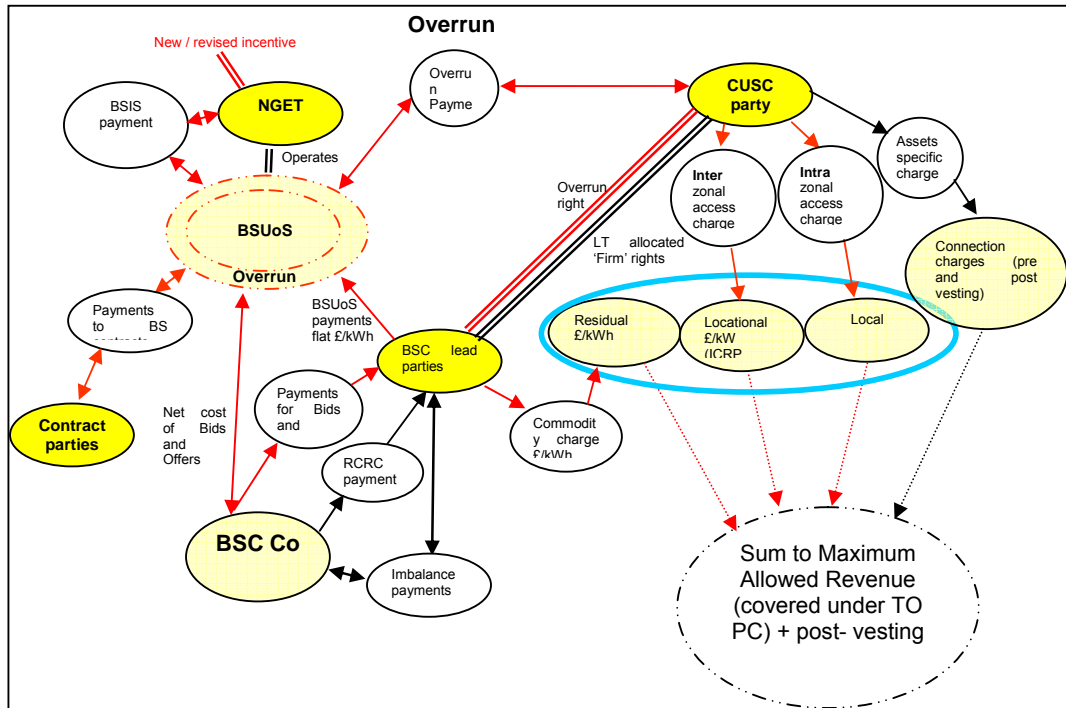 Overrun
New / revised incentive
BSIS
payment
NGET
Overru
n
Payme
CUSC
party
Operates
Assets
specific
charge
Inter
zonal
access
charge
Intra
zonal
access
charge
Overrun
right
BSUoS
Overrun
LT allocated
'Firm' rights
Connection
charges (pre
and post
vesting)
Payments
to BS
BSUoS
payments
flat £/kWh
Residual
£/kWh
Locational
£/kW
(ICRP
Local
BSC lead
parties
Payments
for Bids
and
Contract
parties
Net cost
of Bids
and
Offers
Commodit
y charge
£/kWh
RCRC
payment
BSC Co
Imbalance
payments
Sum to Maximum
Allowed Revenue
(covered under TO
PC) + post- vesting